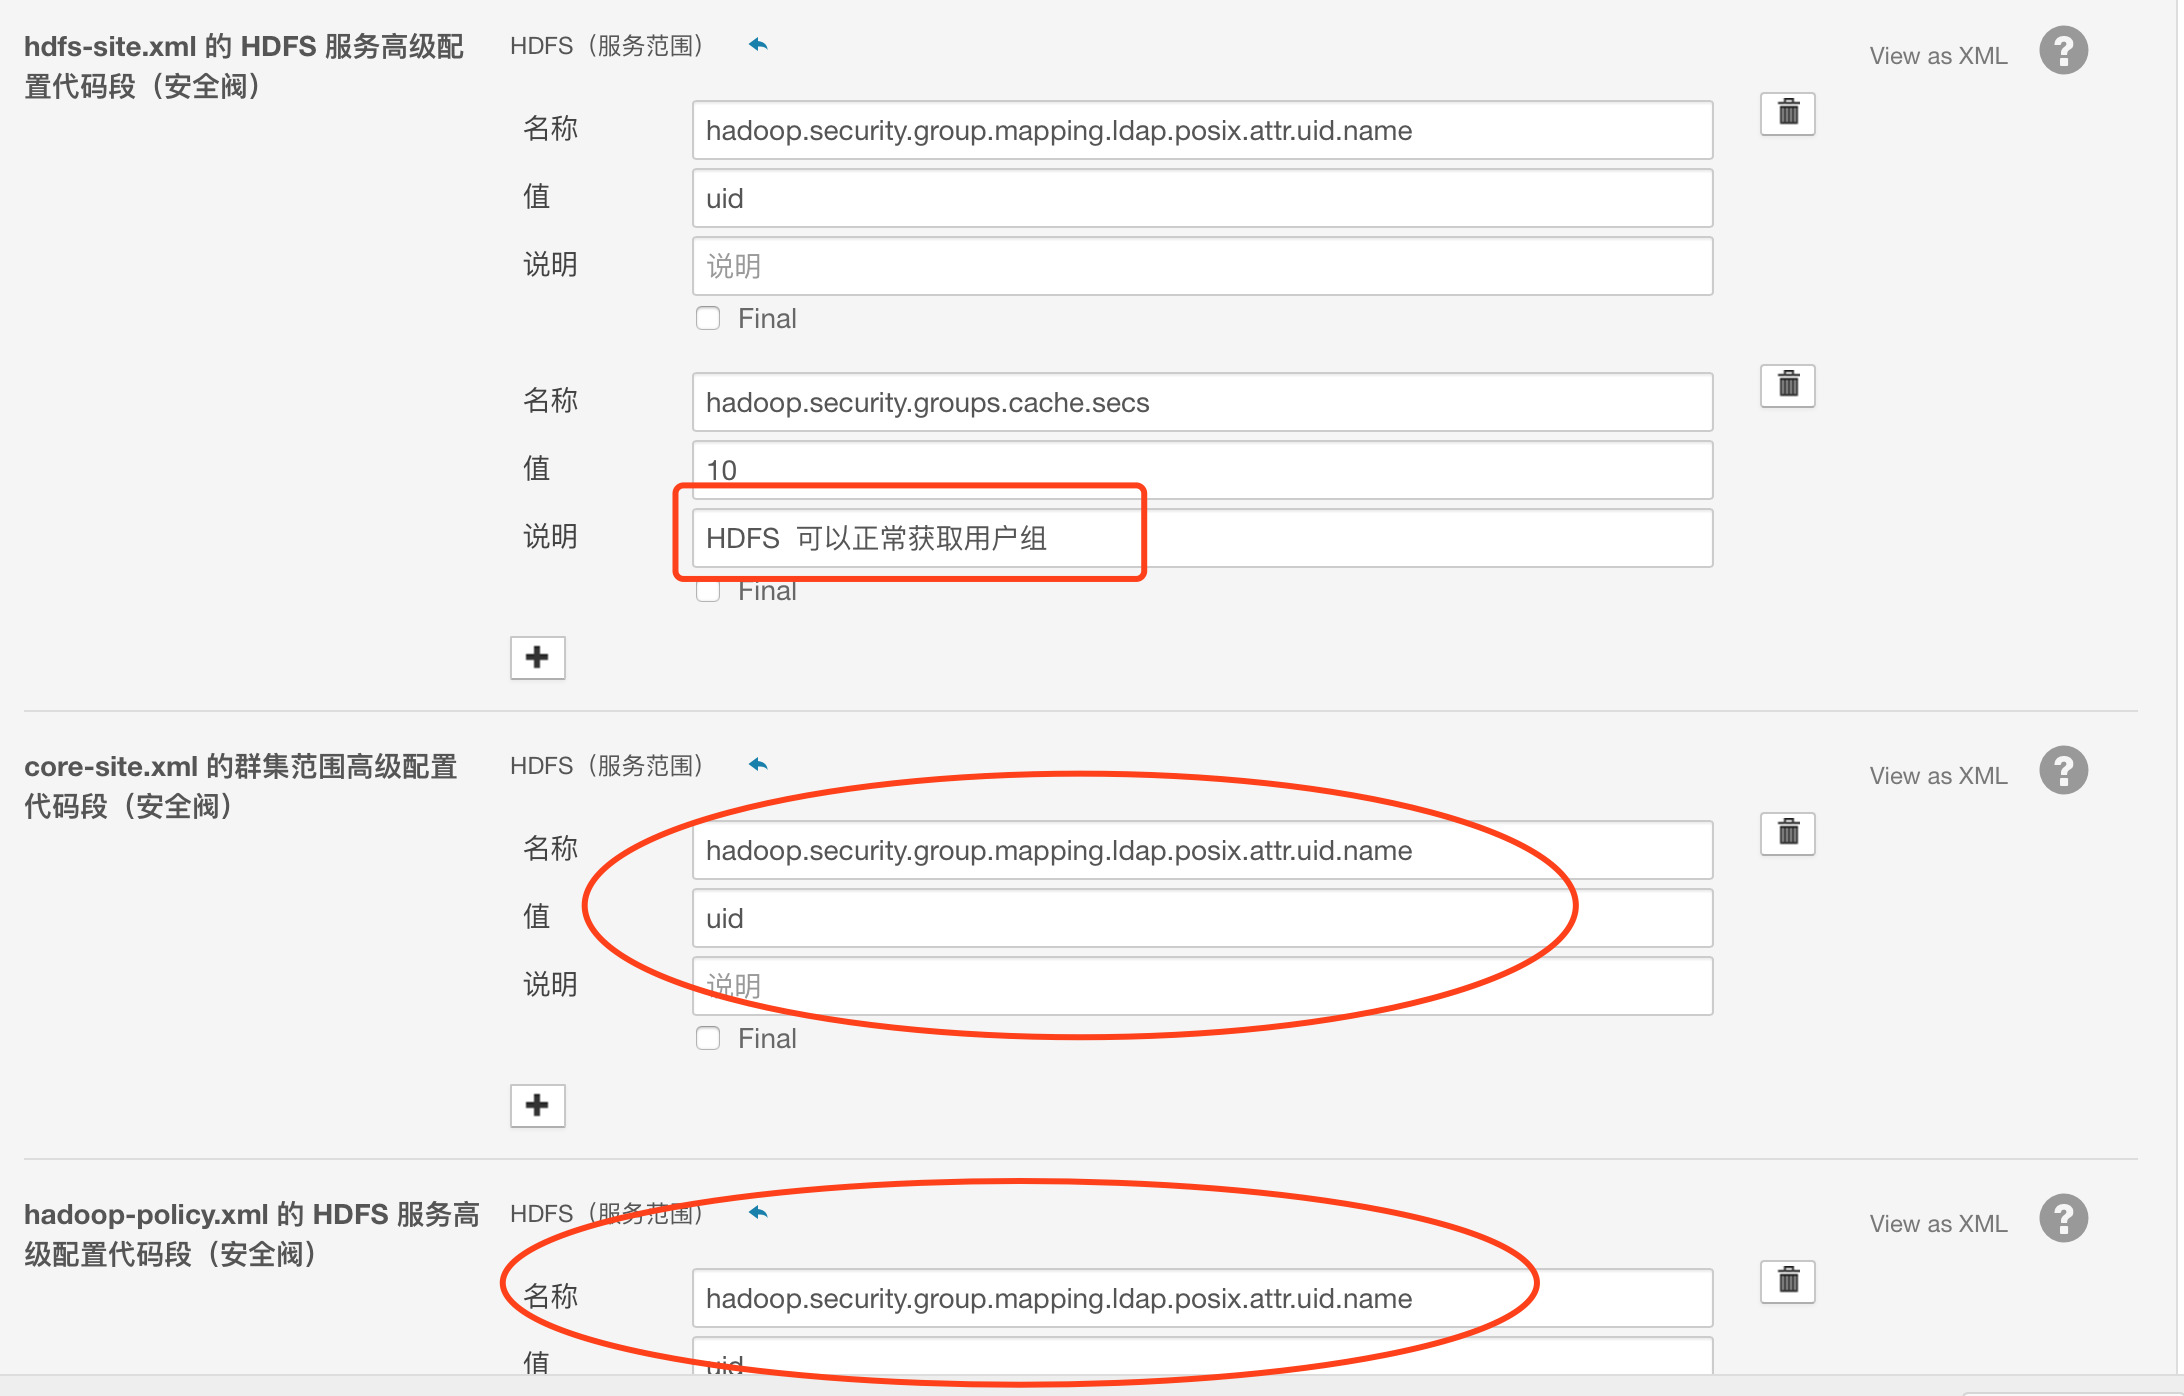 hdfs-site.xml 的 HDFS 服务高级配置代码段（安全阀）
HDFS（服务范围）
View as XML
名称
hadoop.security.group.mapping.ldap.posix.attr.uid.name
值
uid
说明
说明
Final
名称
hadoop.security.groups.cache.secs
值
10
说明
HDFS 可以正常获取用户组
Final
core-site.xml 的群集范围高级配置代码段（安全阀）
HDFS（服务范围）
View as XML
名称
hadoop.security.group.mapping.ldap.posix.attr.uid.name
值
uid
说明
说明
Final
hadoop-policy.xml 的 HDFS 服务高级配置代码段（安全阀）
HDFS（服务范围）
View as XML
名称
hadoop.security.group.mapping.ldap.posix.attr.uid.name
值
uid